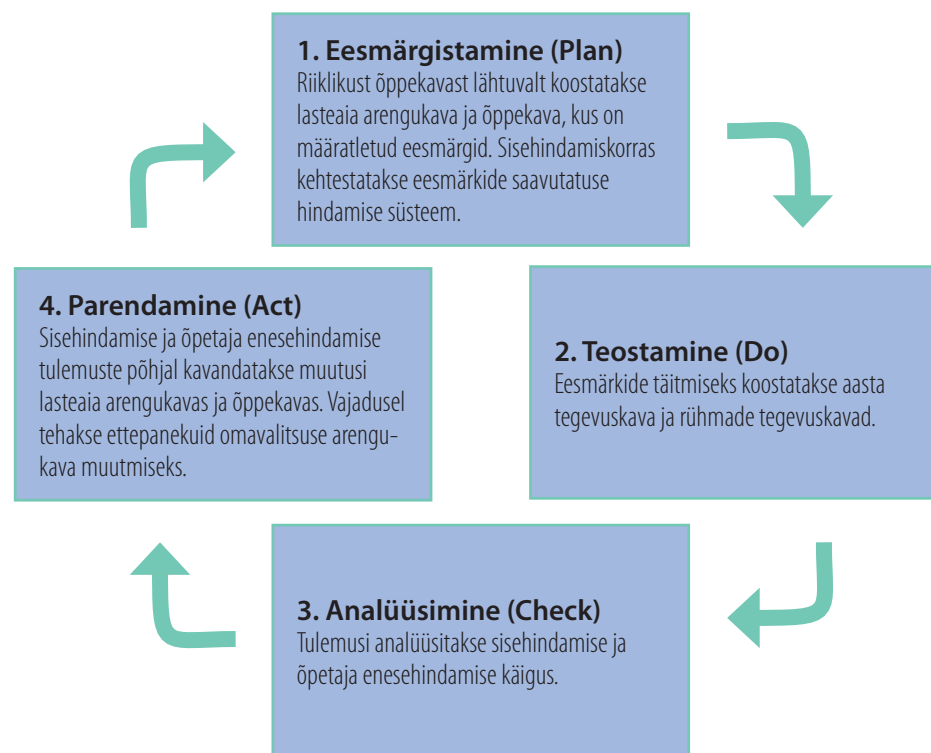 1. Eesmärgistamine (Plan)
Riiklikust õppekavast lähtuvalt koostatakse
lasteaia arengukava ja õppekava, kus on
määratletud eesmärgid. Sisehindamiskorras
kehtestatakse eesmärkide saavutatuse
hindamise süsteem.
2. Teostamine (Do)
Eesmärkide täitmiseks koostatakse aasta
tegevuskava ja rühmade tegevuskavad.
3. Analüüsimine (Check)
Tulemusi analüüsitakse sisehindamise ja
õpetaja enesehindamise käigus.
4. Parendamine (Act)
Sisehindamise ja õpetaja enesehindamise
tulemuste põhjal kavandatakse muutusi
lasteaia arengukavas ja õppekavas. Vajadusel
tehakse ettepanekuid omavalitsuse arengu-
kava muutmiseks.